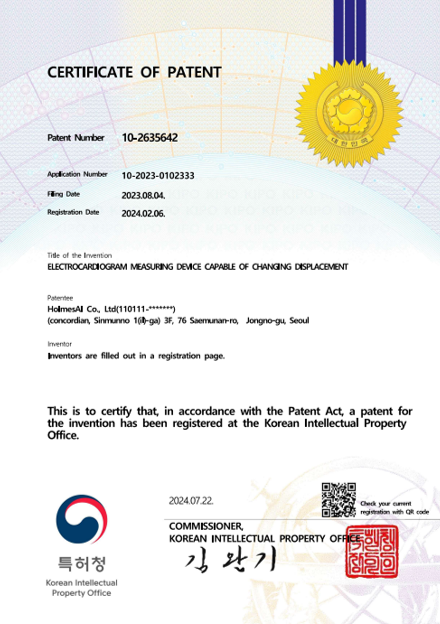 CERTIFICATE OF PATENT
대한민국
Patent Number 10-2635642
Application Number 10-2023-0102333
Filing Date 2023.08.04.
Registration Date 2024.02.06.
Title of the Invention
ELECTROCARDIOGRAM MEASURING DEVICE CAPABLE OF CHANGING DISPLACEMENT
Patentee
HolmesAI Co., Ltd(110111-*******)
(concordian, Sinmunno 1(il)-ga) 3F, 76 Saemunan-ro, Jongno-gu, Seoul
Inventor
Inventors are filled out in a registration page.
This is to certify that, in accordance with the Patent Act, a patent for
the invention has been registered at the Korean Intellectual Property
Office.
2024.07.22.
Check your current
registration with QR code
COMMISSIONER,
KOREAN INTELLECTUAL PROPERTY OFFICE
김완기
특허청
Korean Intellectual
Property Office